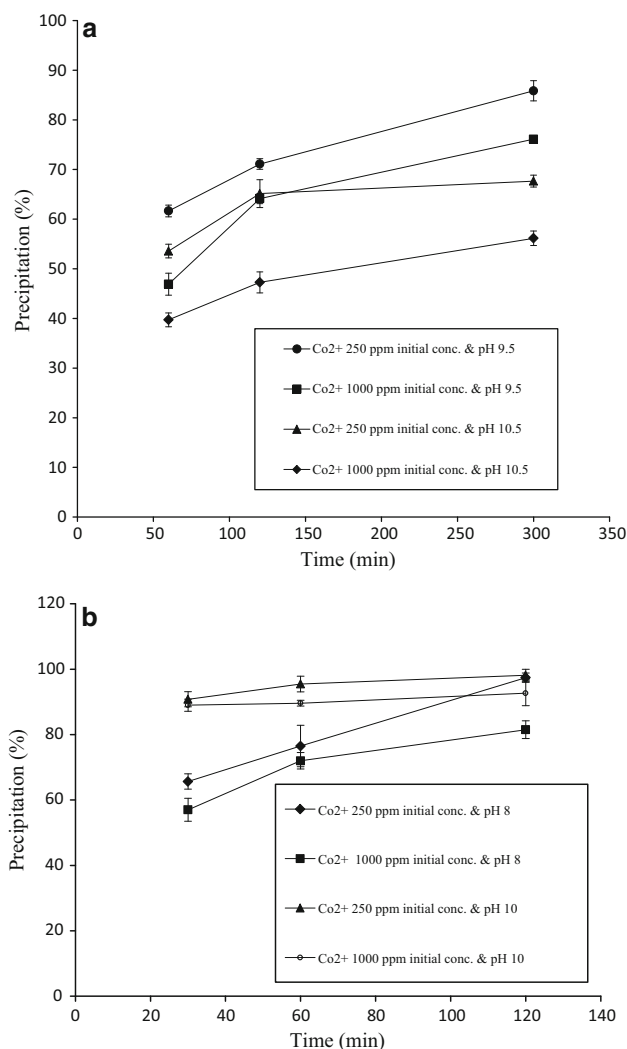 a
100
90
80
70
60
50
40
30
20
10
0
Precipitation (%)
Co2+ 250 ppm initial conc. & pH 9.5
Co2+ 1000 ppm initial conc. & pH 9.5
Co2+ 250 ppm initial conc. & pH 10.5
Co2+ 1000 ppm initial conc. & pH 10.5
0 50 100 150 200 250 300 350
Time (min)
b
120
100
80
60
40
20
0
Precipitation (%)
Co2+ 250 ppm initial conc. & pH 8
Co2+ 1000 ppm initial conc. & pH 8
Co2+ 250 ppm initial conc. & pH 10
Co2+ 1000 ppm initial conc. & pH 10
0 20 40 60 80 100 120 140
Time (min)